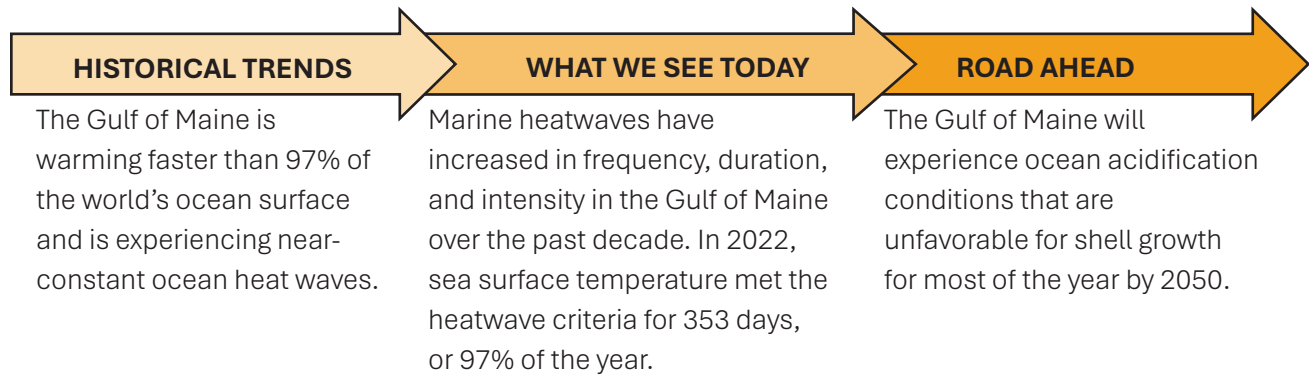 HISTORICAL TRENDS
The Gulf of Maine is
warming faster than 97% of
the world's ocean surface
and is experiencing near-
constant ocean heat waves.
WHAT WE SEE TODAY
Marine heatwaves have
increased in frequency, duration,
and intensity in the Gulf of Maine
over the past decade. In 2022,
sea surface temperature met the
heatwave criteria for 353 days,
or 97% of the year.
ROAD AHEAD
The Gulf of Maine will
experience ocean acidification
conditions that are
unfavorable for shell growth
for most of the year by 2050.